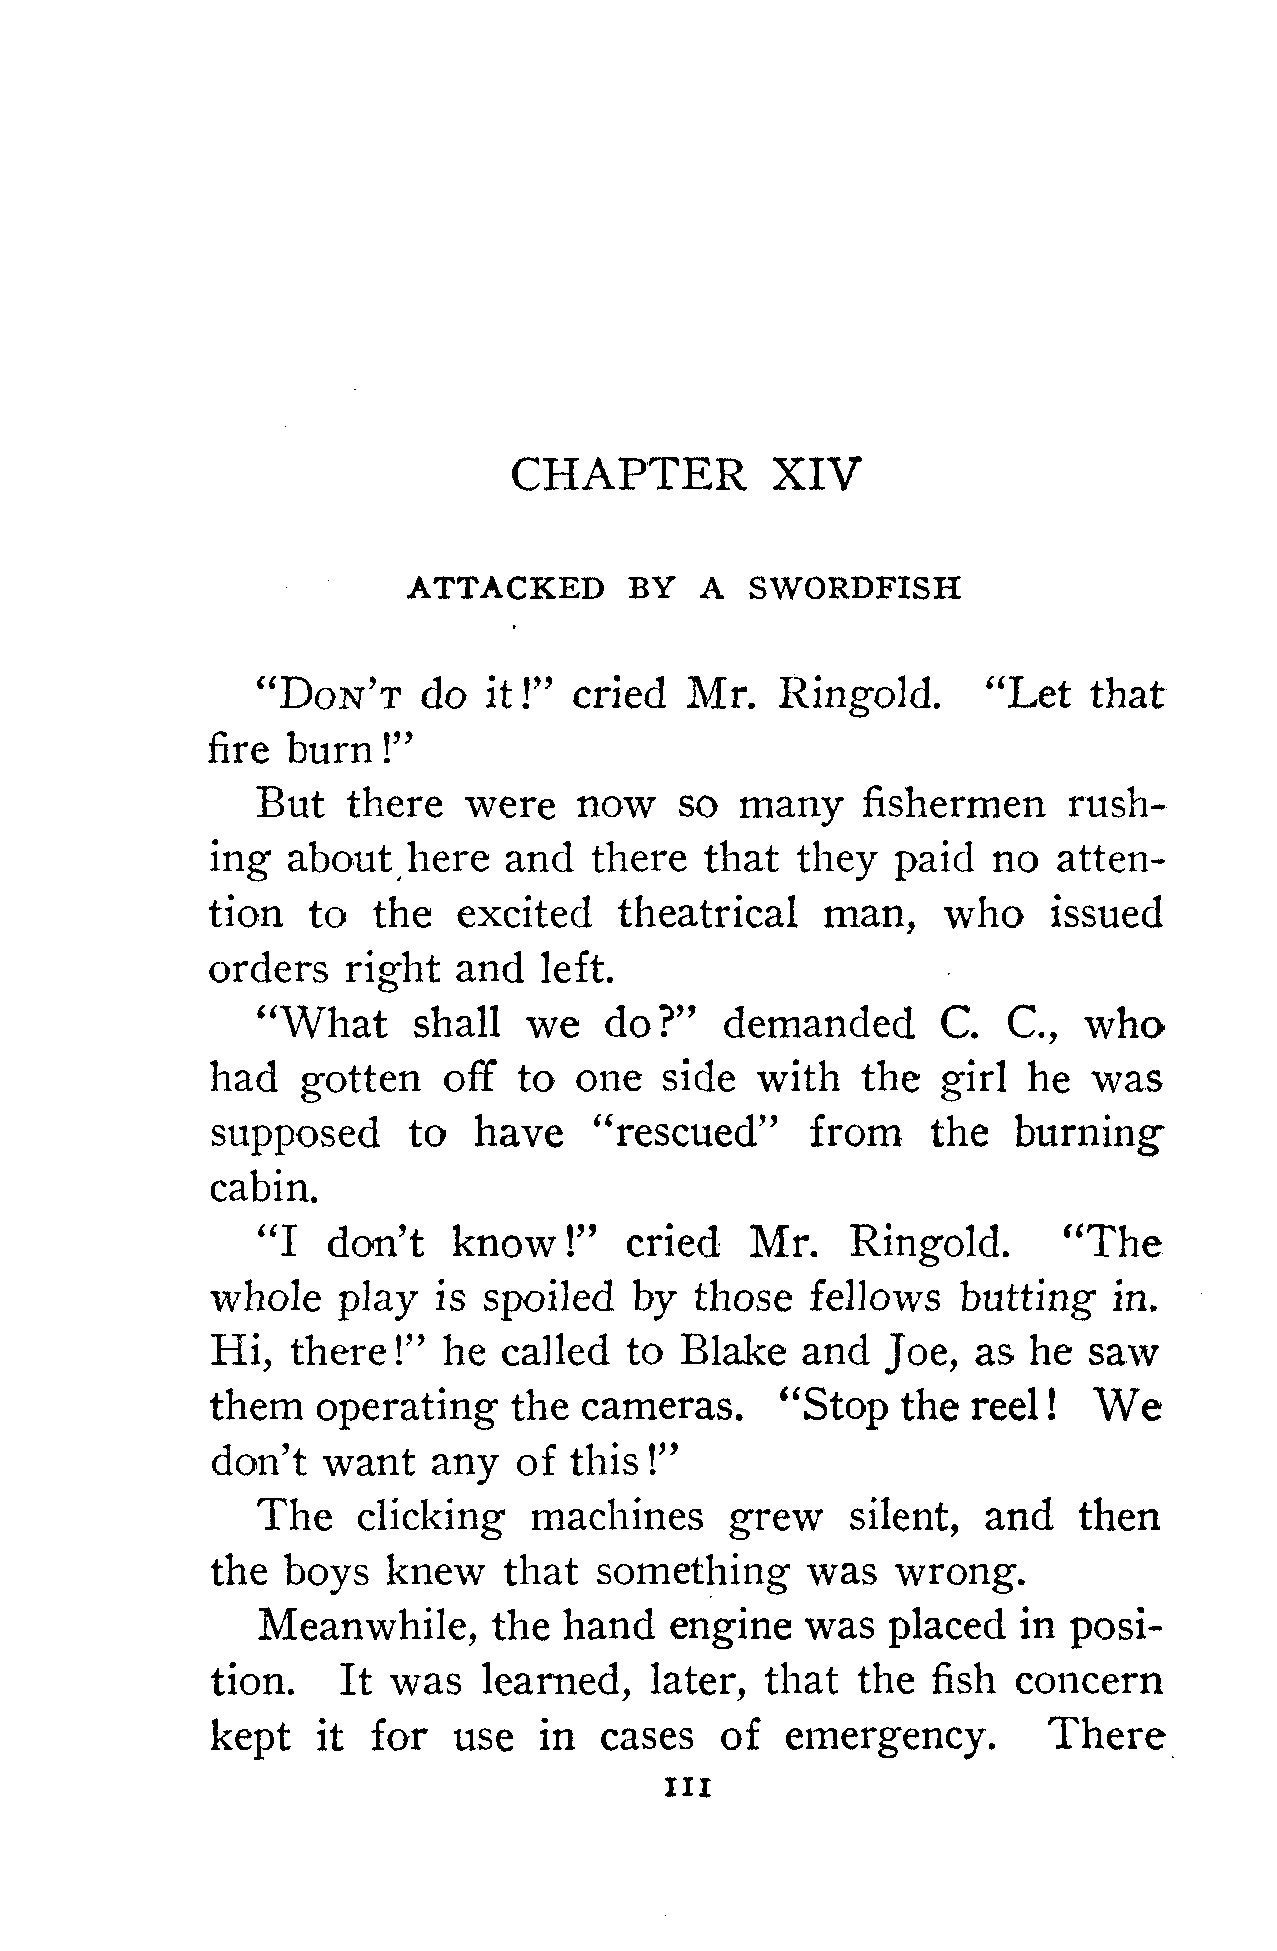 CHAPTER XIV
ATTACKED BY A SWORDFISH
"DON'T do it!" cried Mr. Ringold. "Let that
fire burn!"
But there were now so many fishermen rush-
ing about here and there that they paid no atten-
tion to the excited theatrical man, who issued
orders right and left.
"What shall we do?" demanded C. C., who
had gotten off to one side with the girl he was
supposed to have "rescued" from the burning
cabin.
"I don't know!" cried Mr. Ringold. "The
whole play is spoiled by those fellows butting in.
Hi, there!" he called to Blake and Joe, as he saw
them operating the cameras. "Stop the reel! We
don't want any of this!"
The clicking machines grew silent, and then
the boys knew that something was wrong.
Meanwhile, the hand engine was placed in posi-
tion. It was learned, later, that the fish concern
kept it for use in cases of emergency. There
111